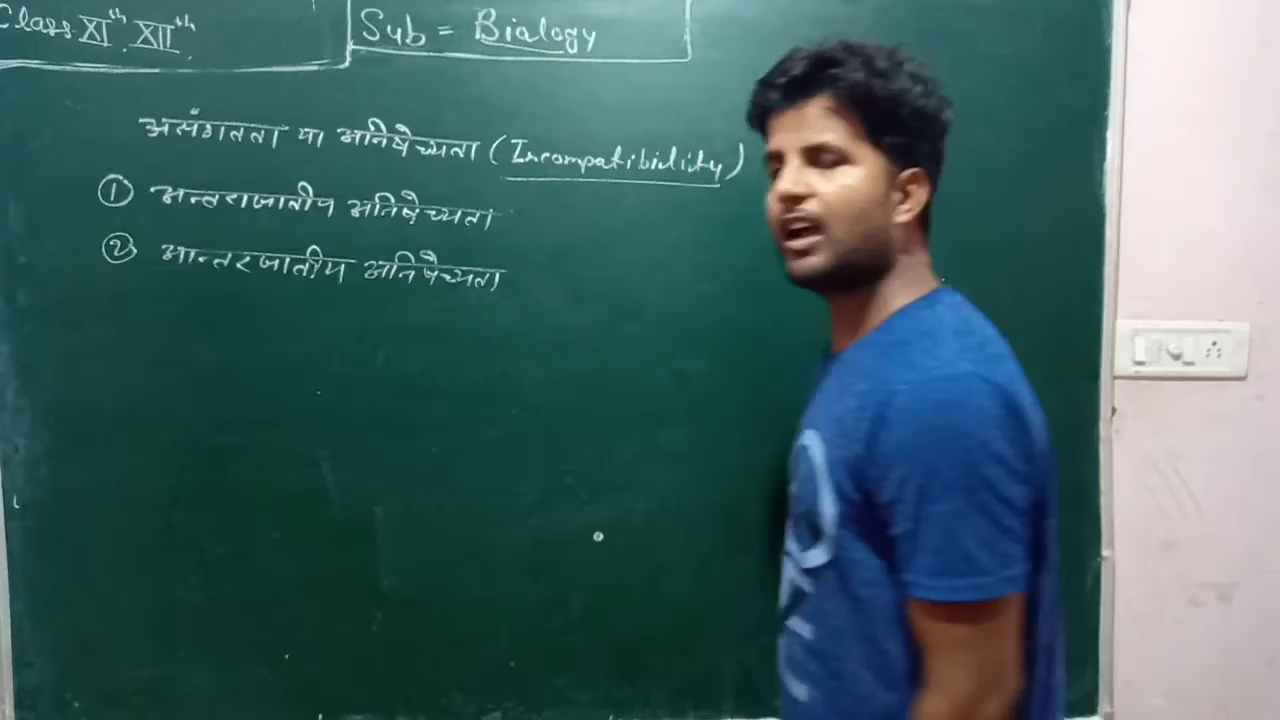 Class XIth, XIIth
Sub = Biology
असंगतता या अनिषेच्यता (Incompatibility)
① अन्तराजातीय अनिषेच्यता
② आन्तरजातीय अनिषेच्यता